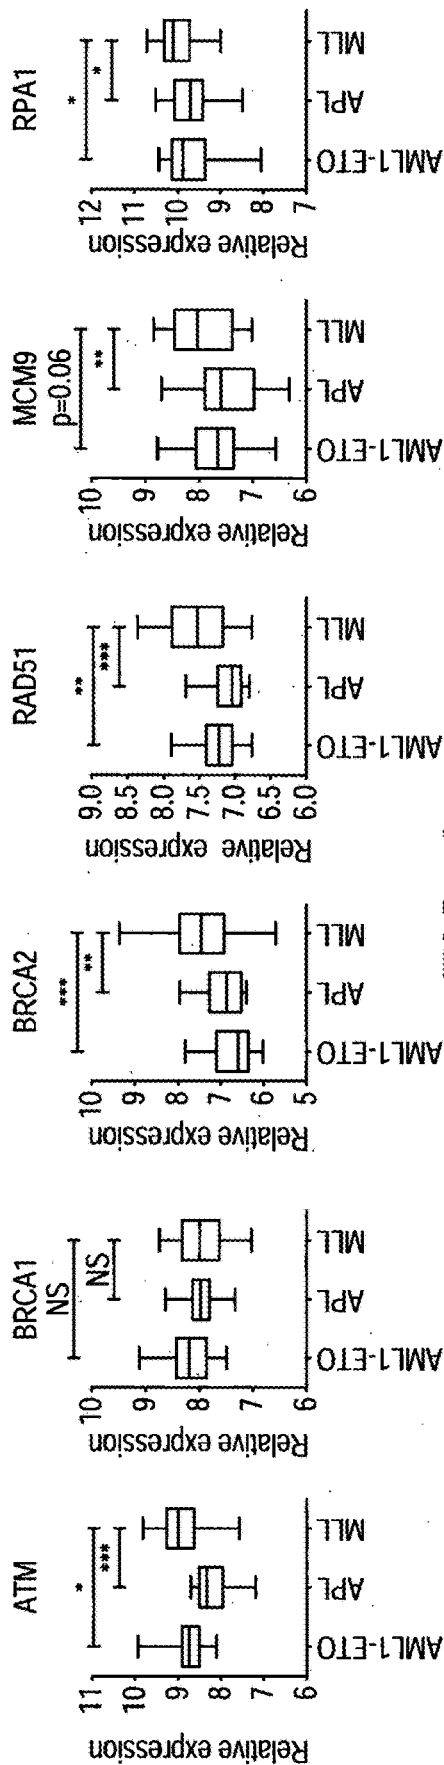 ATM
*
***
Relative expression
11
10
9
8
7
6
AML1-ETO
APL
MLL
BRCA1
NS
NS
Relative expression
10
9
8
7
6
AML1-ETO
APL
MLL
BRCA2
***
**
Relative expression
10
9
8
7
6
5
AML1-ETO
APL
MLL
RAD51
**
***
Relative expression
9.0
8.5
8.0
7.5
7.0
6.5
6.0
AML1-ETO
APL
MLL
MCM9
p=0.06
**
Relative expression
10
9
8
7
6
AML1-ETO
APL
MLL
RPA1
*
*
Relative expression
12
11
10
9
8
7
AML1-ETO
APL
MLL